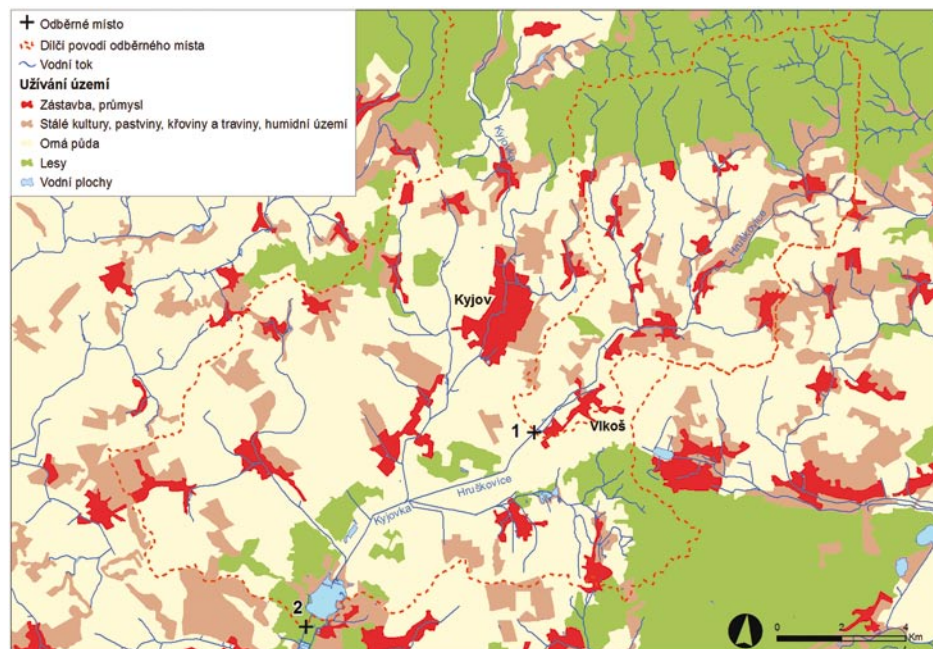 Odběrné místo
Dílčí povodí odběrného místa
Vodní tok
Užívání území
Zástavba, průmysl
Stálé kultury, pastviny, křoviny a traviny, humidní území
Orná půda
Lesy
Vodní plochy
Kyjovka
Hruškovice
Kyjov
1
Vlkoš
Hruškovice
Kyjovka
2
0 2 4
Km